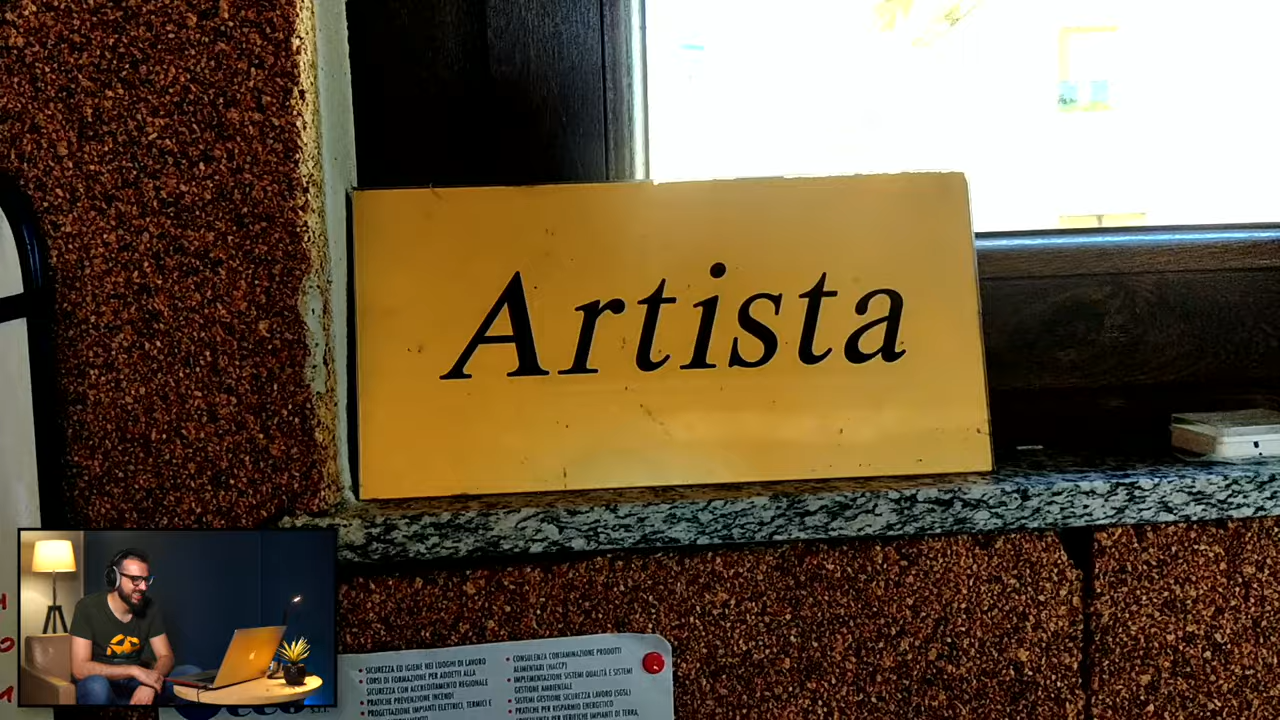 Artista
• SICUREZZA ED IGIENE NEI LUOGHI DI LAVORO
• CORSI DI FORMAZIONE PER ADDETTI ALLA
SICUREZZA CON ACCREDITAMENTO REGIONALE
• PRATICHE PREVENZIONE INCENDI
• PROGETTAZIONE IMPIANTI ELETTRICI, TERMICI E
• CONSULENZA CONTAMINAZIONE PRODOTTI
ALIMENTARI (HACCP)
• IMPLEMENTAZIONE SISTEMI QUALITÀ E SISTEMI
GESTIONE AMBIENTALE
• SISTEMI GESTIONE SICUREZZA LAVORO (SGSL)
• PRATICHE PER RISPARMIO ENERGETICO